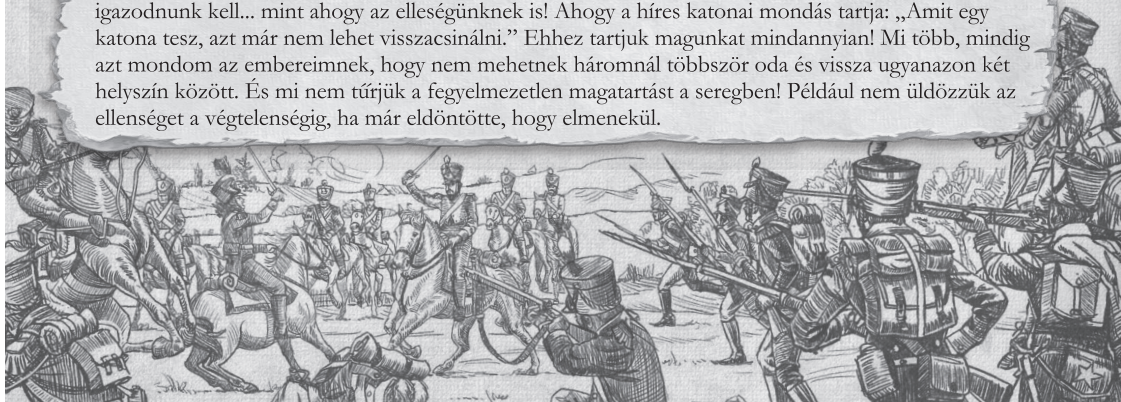 igazodnunk kell... mint ahogy az elleségünknek is! Ahogy a híres katonai mondás tartja: „Amit egy
katona tesz, azt már nem lehet visszacsinálni.” Ehhez tartjuk magunkat mindannyian! Mi több, mindig
azt mondom az embereimnek, hogy nem mehetnek háromnál többször oda és vissza ugyanazon két
helyszín között. És mi nem tűrjük a fegyelmezetlen magatartást a seregben! Például nem üldözzük az
ellenséget a végtelenségig, ha már eldöntötte, hogy elmenekül.